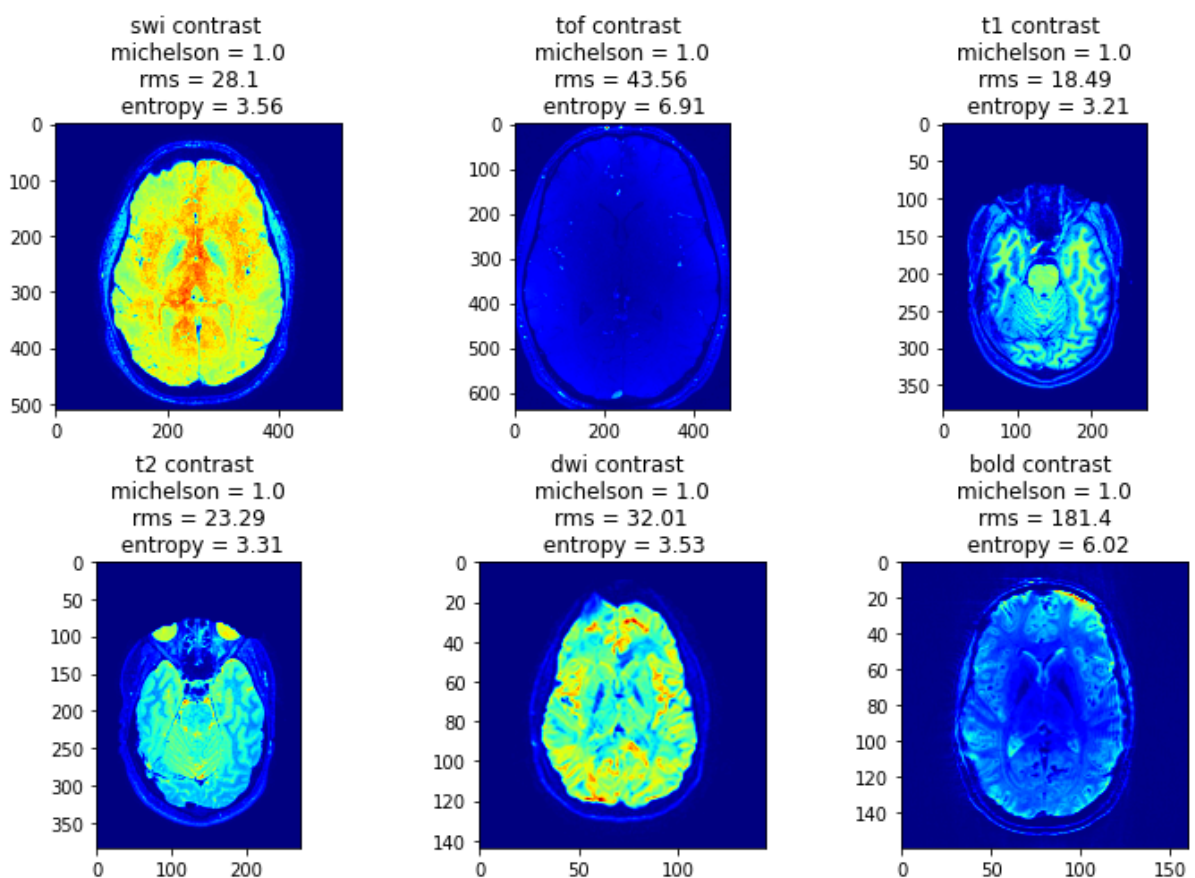 swi contrast
michelson = 1.0
rms = 28.1
entropy = 3.56
0
100
200
300
400
500
0
200
400
tof contrast
michelson = 1.0
rms = 43.56
entropy = 6.91
0
100
200
300
400
500
600
0
200
400
t1 contrast
michelson = 1.0
rms = 18.49
entropy = 3.21
0
50
100
150
200
250
300
350
0
100
200
t2 contrast
michelson = 1.0
rms = 23.29
entropy = 3.31
0
50
100
150
200
250
300
350
0
100
200
dwi contrast
michelson = 1.0
rms = 32.01
entropy = 3.53
0
20
40
60
80
100
120
140
0
50
100
bold contrast
michelson = 1.0
rms = 181.4
entropy = 6.02
0
20
40
60
80
100
120
140
0
50
100
150